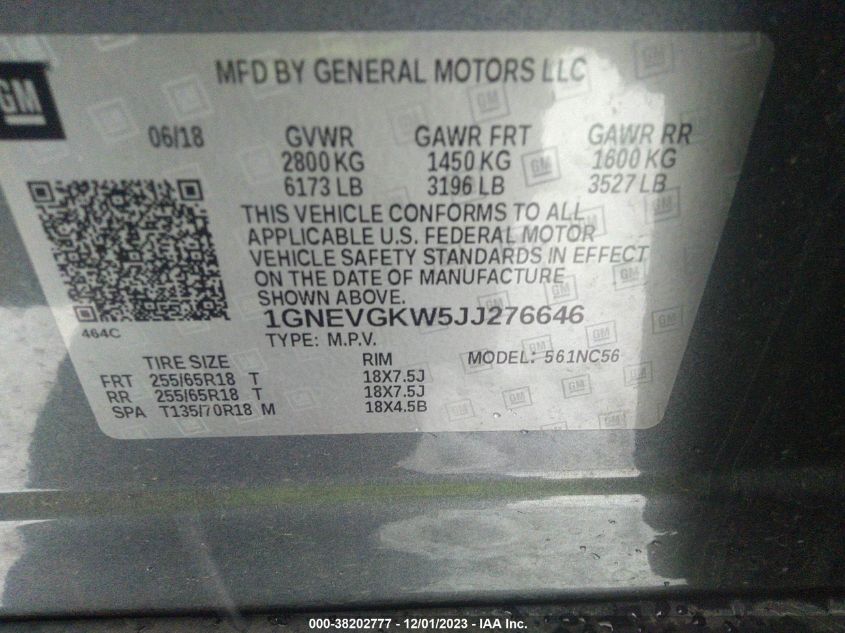 MFD BY GENERAL MOTORS LLC
GM
06/18 GVWR GAWR FRT GAWR RR
2800 KG 1450 KG 1600 KG
6173 LB 3196 LB 3527 LB
THIS VEHICLE CONFORMS TO ALL
APPLICABLE U.S. FEDERAL MOTOR
VEHICLE SAFETY STANDARDS IN EFFECT
ON THE DATE OF MANUFACTURE
SHOWN ABOVE.
464C
1GNEVGKW5JJ276646
TYPE: M.P.V. MODEL: 561NC56
TIRE SIZE RIM
FRT 255/65R18 T 18X7.5J
RR 255/65R18 T 18X7.5J
SPA T135/70R18 M 18X4.5B
000-38202777 - 12/01/2023 - IAA Inc.